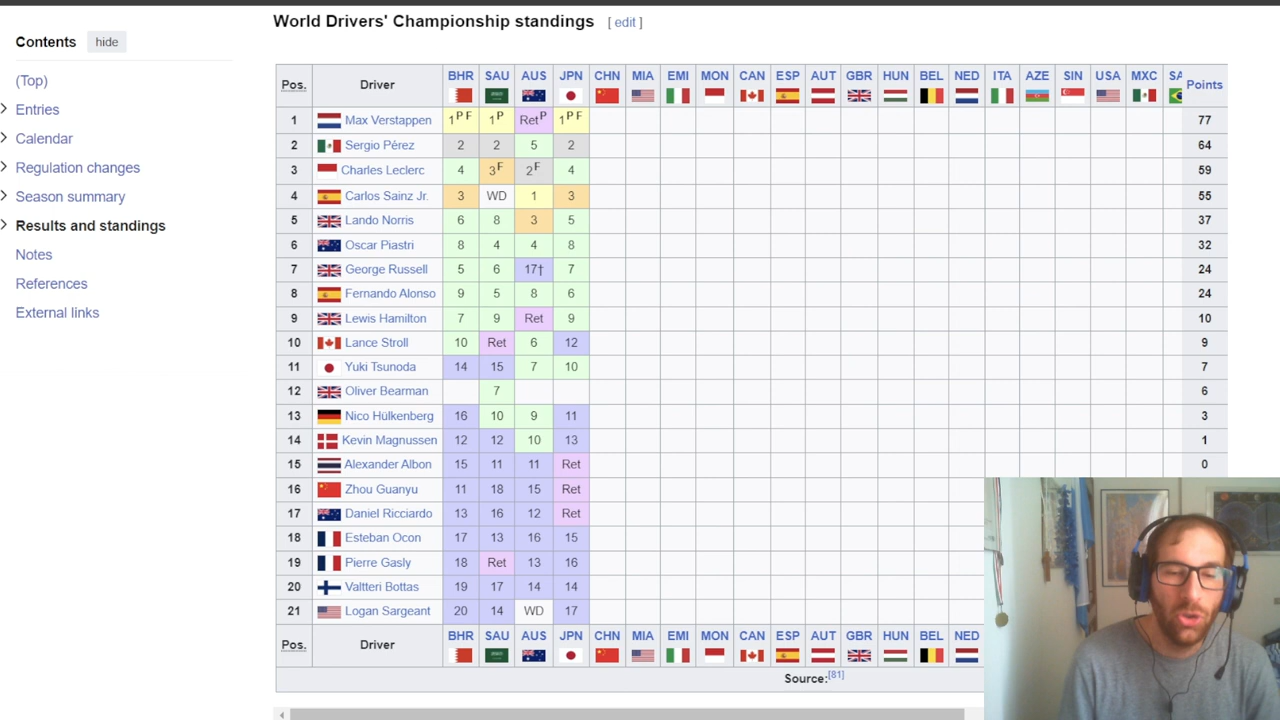 World Drivers' Championship standings [ edit ]
Contents hide
(Top)
Entries
Calendar
Regulation changes
Season summary
Results and standings
Notes
References
External links
Pos. Driver BHR SAU AUS JPN CHN MIA EMI MON CAN ESP AUT GBR HUN BEL NED ITA AZE SIN USA MXC SA Points
1 Max Verstappen 1P F 1P RetP 1P F 77
2 Sergio Pérez 2 2 5 2 64
3 Charles Leclerc 4 3F 2F 4 59
4 Carlos Sainz Jr. 3 WD 1 3 55
5 Lando Norris 6 8 3 5 37
6 Oscar Piastri 8 4 4 8 32
7 George Russell 5 6 17† 7 24
8 Fernando Alonso 9 5 8 6 24
9 Lewis Hamilton 7 9 Ret 9 10
10 Lance Stroll 10 Ret 6 12 9
11 Yuki Tsunoda 14 15 7 10 7
12 Oliver Bearman 7 6
13 Nico Hülkenberg 16 10 9 11 3
14 Kevin Magnussen 12 12 10 13 1
15 Alexander Albon 15 11 11 Ret 0
16 Zhou Guanyu 11 18 15 Ret
17 Daniel Ricciardo 13 16 12 Ret
18 Esteban Ocon 17 13 16 15
19 Pierre Gasly 18 Ret 13 16
20 Valtteri Bottas 19 17 14 14
21 Logan Sargeant 20 14 WD 17
Pos. Driver BHR SAU AUS JPN CHN MIA EMI MON CAN ESP AUT GBR HUN BEL NED
Source:[81]